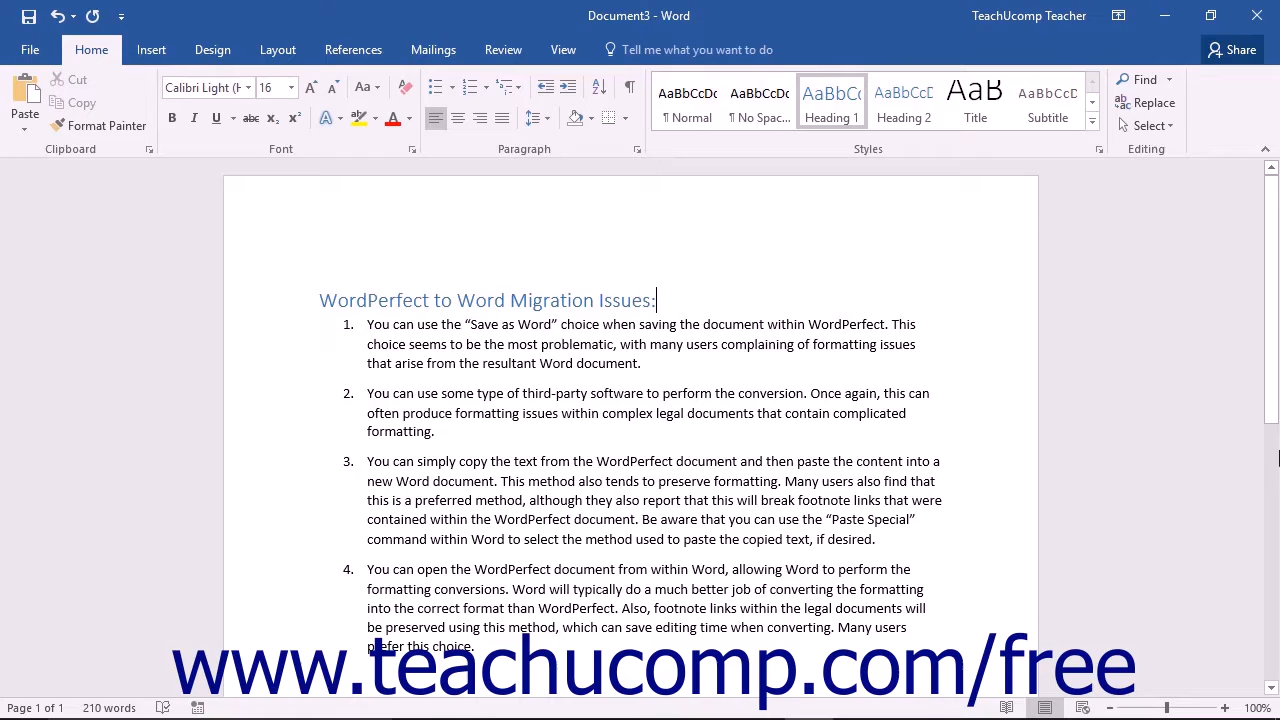 Document3 - Word
TeachUcomp Teacher
File Home Insert Design Layout References Mailings Review View Tell me what you want to do Share
Paste
Cut
Copy
Format Painter
Clipboard
Calibri Light (H 16
Font
Paragraph
AaBbCcDc AaBbCcDc AaBbCc AaBbCcD AaB AaBbCcD
¶ Normal ¶ No Spac... Heading 1 Heading 2 Title Subtitle
Styles
Find
Replace
Select
Editing
WordPerfect to Word Migration Issues:
1. You can use the “Save as Word” choice when saving the document within WordPerfect. This
choice seems to be the most problematic, with many users complaining of formatting issues
that arise from the resultant Word document.
2. You can use some type of third-party software to perform the conversion. Once again, this can
often produce formatting issues within complex legal documents that contain complicated
formatting.
3. You can simply copy the text from the WordPerfect document and then paste the content into a
new Word document. This method also tends to preserve formatting. Many users also find that
this is a preferred method, although they also report that this will break footnote links that were
contained within the WordPerfect document. Be aware that you can use the “Paste Special”
command within Word to select the method used to paste the copied text, if desired.
4. You can open the WordPerfect document from within Word, allowing Word to perform the
formatting conversions. Word will typically do a much better job of converting the formatting
into the correct format than WordPerfect. Also, footnote links within the legal documents will
be preserved using this method, which can save editing time when converting. Many users
prefer this choice.
www.teachucomp.com/free
Page 1 of 1 210 words 100%